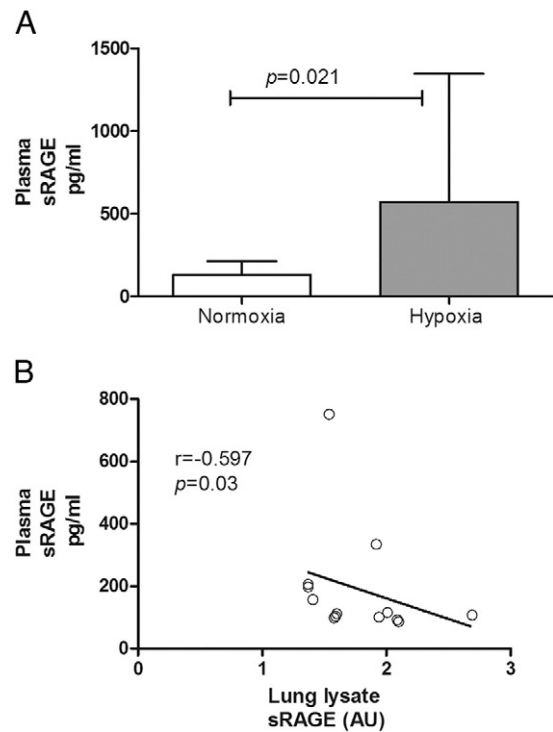 A
Plasma
sRAGE
pg/ml
1500
1000
500
0
p=0.021
Normoxia
Hypoxia
B
Plasma
sRAGE
pg/ml
800
600
400
200
0
r=-0.597
p=0.03
0
1
2
3
Lung lysate
sRAGE (AU)